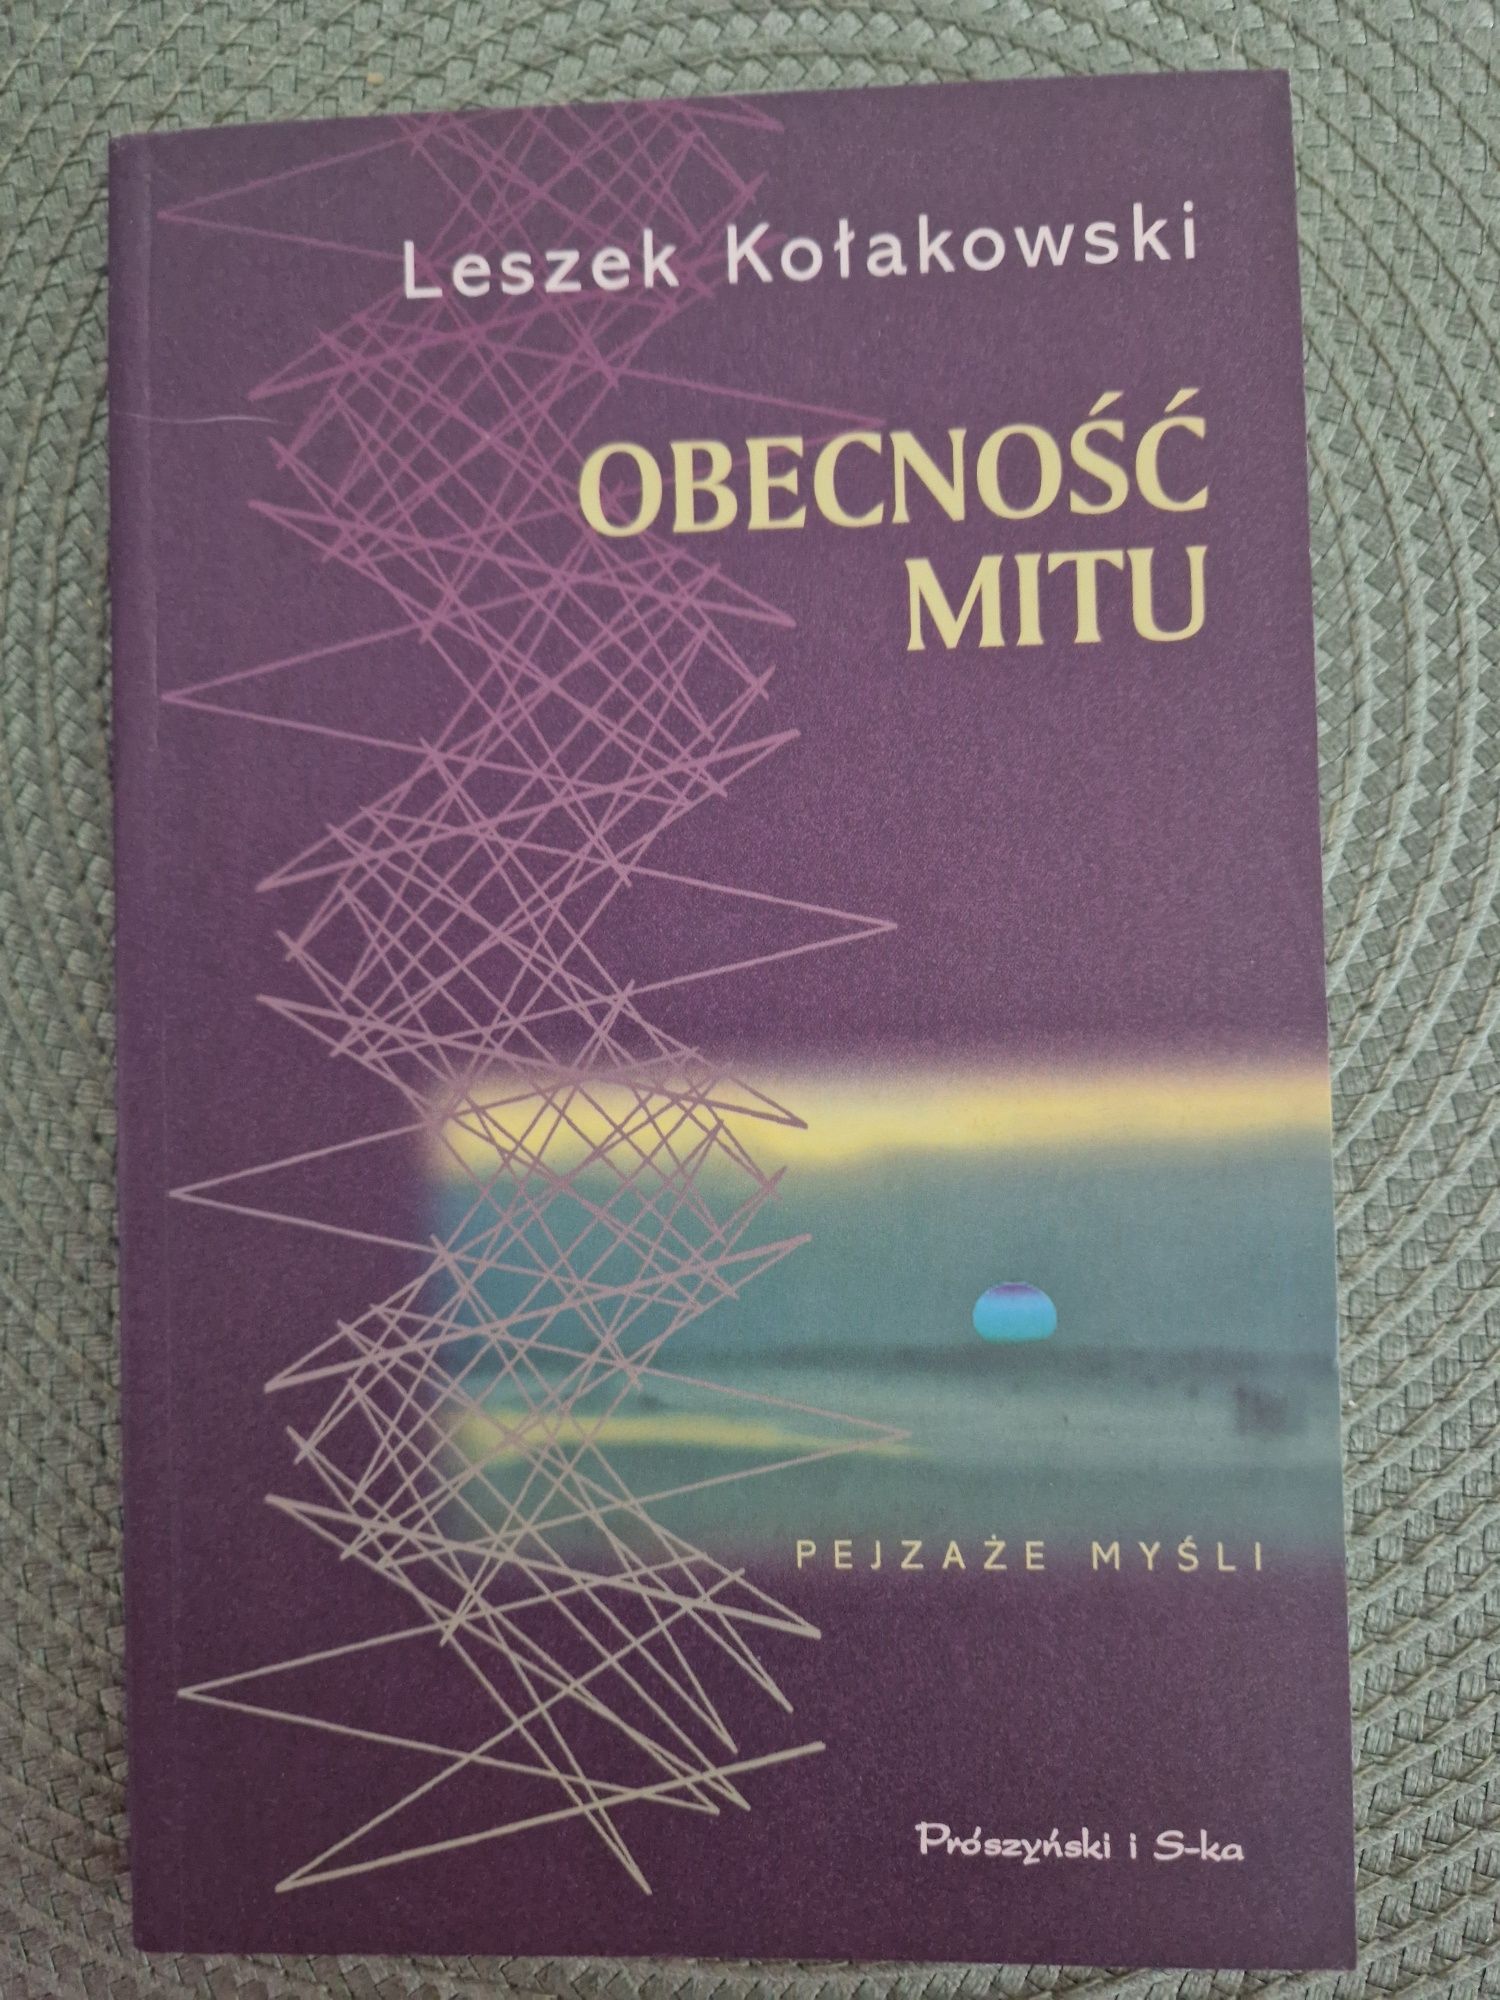 Leszek Kołakowski
OBECNOŚĆ
MITU
PEJZAŻE MYŚLI
Prószyński i S-ka